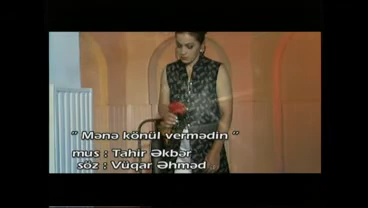 " Mənə könül vermədin "
mus : Tahir Əkbər
söz : Vüqar Əhməd